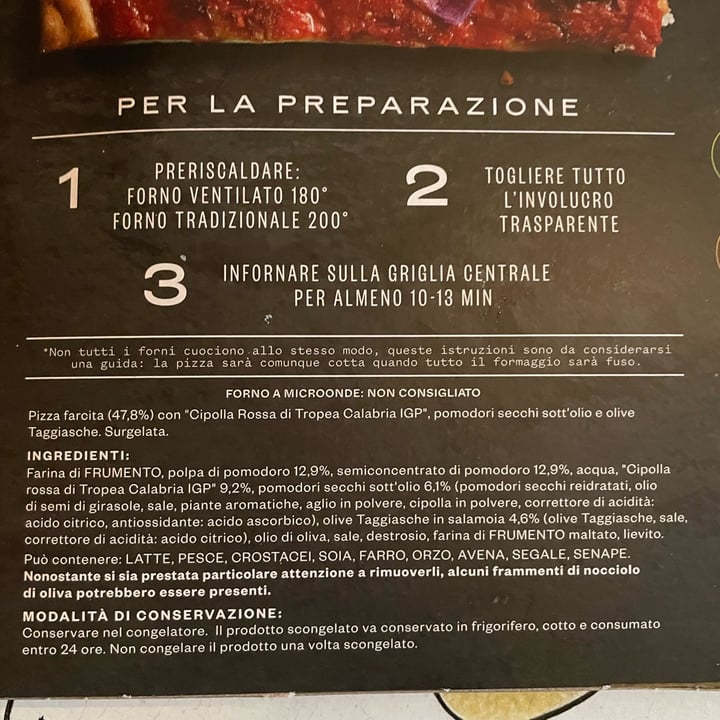 PER LA PREPARAZIONE
1
PRERISCALDARE:
FORNO VENTILATO 180°
FORNO TRADIZIONALE 200°
2
TOGLIERE TUTTO
L'INVOLUCRO
TRASPARENTE
3
INFORNARE SULLA GRIGLIA CENTRALE
PER ALMENO 10-13 MIN
*Non tutti i forni cuociono allo stesso modo, queste istruzioni sono da considerarsi
una guida: la pizza sarà comunque cotta quando tutto il formaggio sarà fuso.
FORNO A MICROONDE: NON CONSIGLIATO
Pizza farcita (47,8%) con "Cipolla Rossa di Tropea Calabria IGP", pomodori secchi sott'olio e olive
Taggiasche. Surgelata.
INGREDIENTI:
Farina di FRUMENTO, polpa di pomodoro 12,9%, semiconcentrato di pomodoro 12,9%, acqua, "Cipolla
rossa di Tropea Calabria IGP" 9,2%, pomodori secchi sott'olio 6,1% (pomodori secchi reidratati, olio
di semi di girasole, sale, piante aromatiche, aglio in polvere, cipolla in polvere, correttore di acidità:
acido citrico, antiossidante: acido ascorbico), olive Taggiasche in salamoia 4,6% (olive Taggiasche, sale,
correttore di acidità: acido citrico), olio di oliva, sale, destrosio, farina di FRUMENTO maltato, lievito.
Può contenere: LATTE, PESCE, CROSTACEI, SOIA, FARRO, ORZO, AVENA, SEGALE, SENAPE.
Nonostante si sia prestata particolare attenzione a rimuoverli, alcuni frammenti di nocciolo
di oliva potrebbero essere presenti.
MODALITÀ DI CONSERVAZIONE:
Conservare nel congelatore. Il prodotto scongelato va conservato in frigorifero, cotto e consumato
entro 24 ore. Non congelare il prodotto una volta scongelato.